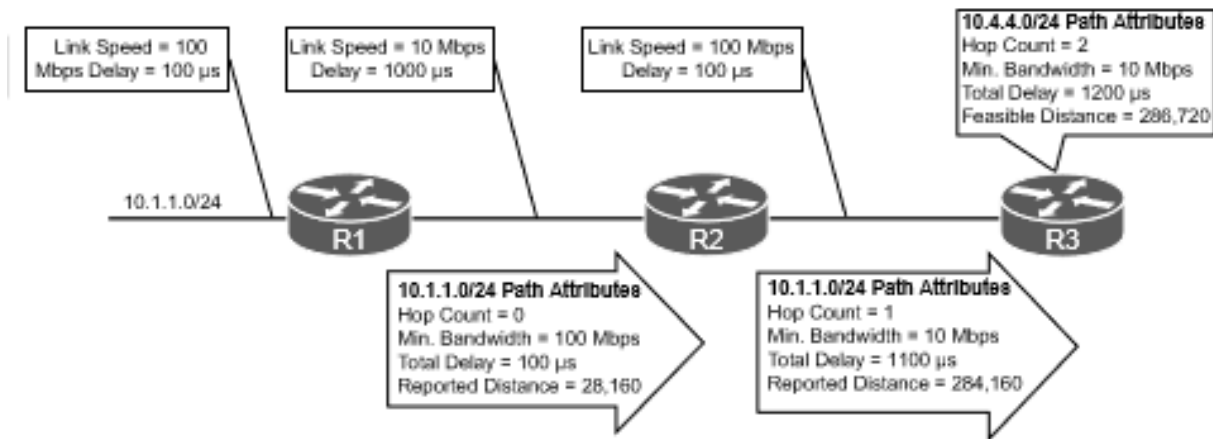 Link Speed = 100
Mbps Delay = 100 µs
Link Speed = 10 Mbps
Delay = 1000 µs
Link Speed = 100 Mbps
Delay = 100 µs
10.4.4.0/24 Path Attributes
Hop Count = 2
Min. Bandwidth = 10 Mbps
Total Delay = 1200 µs
Feasible Distance = 286,720
10.1.1.0/24
R1
R2
R3
10.1.1.0/24 Path Attributes
Hop Count = 0
Min. Bandwidth = 100 Mbps
Total Delay = 100 µs
Reported Distance = 28,160
10.1.1.0/24 Path Attributes
Hop Count = 1
Min. Bandwidth = 10 Mbps
Total Delay = 1100 µs
Reported Distance = 284,160